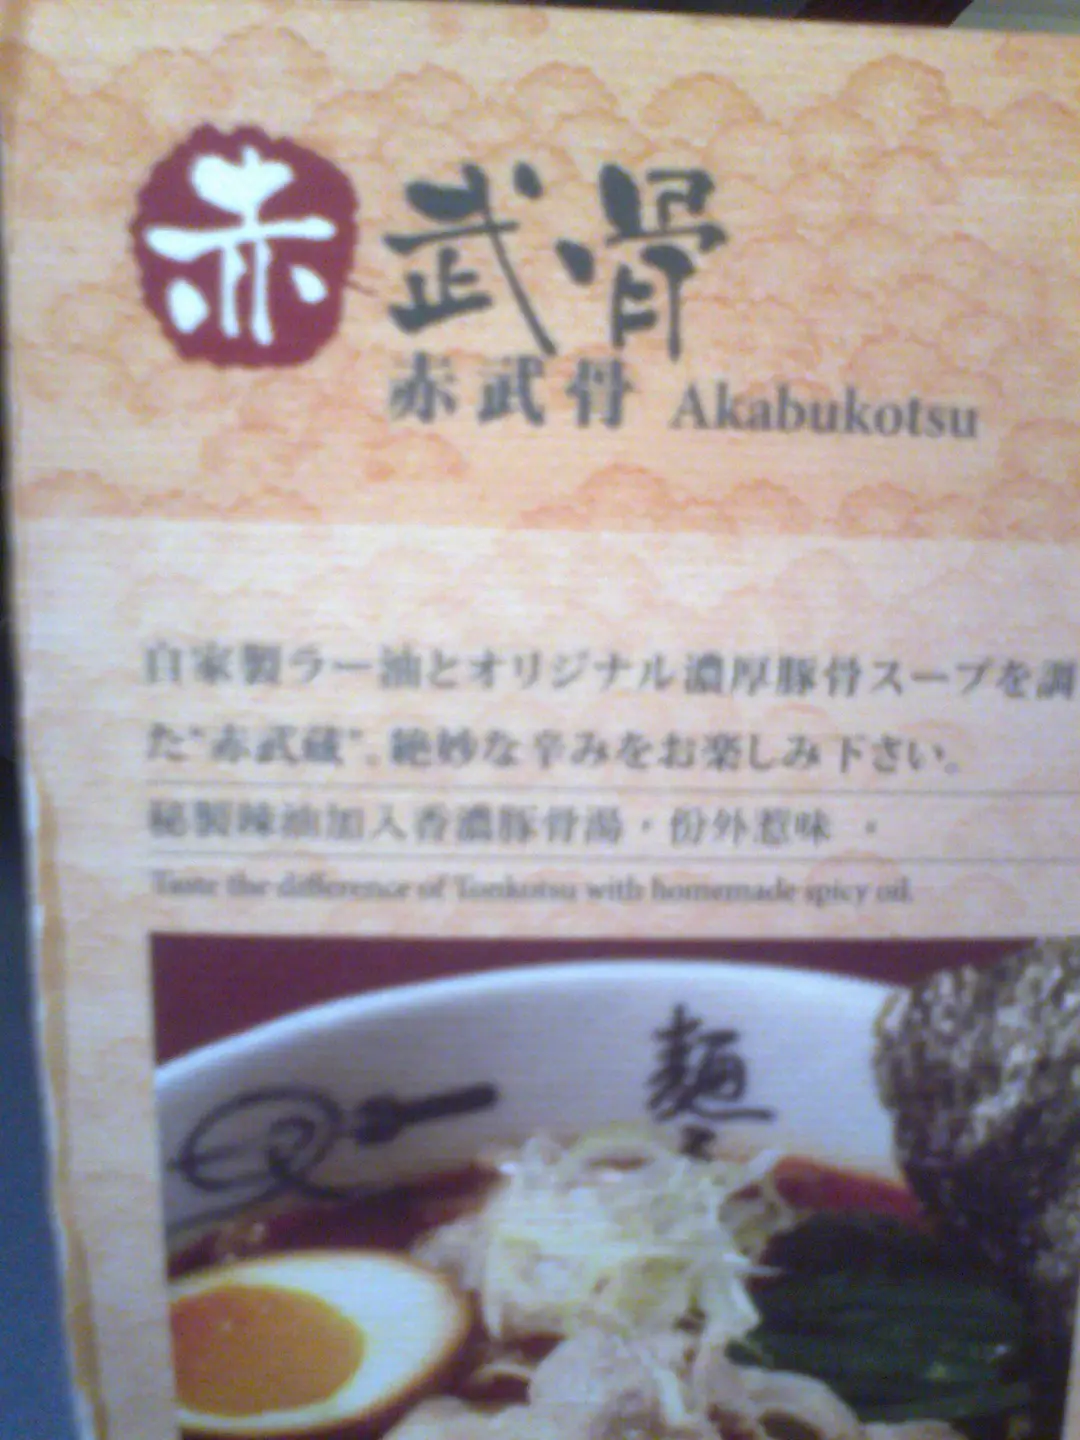 赤武骨
赤武骨 Akabukotsu
自家製ラー油とオリジナル濃厚豚骨スープを調
た"赤武蔵"。絶妙な辛みをお楽しみ下さい。
秘製辣油加入香濃豚骨湯，份外惹味 。
Taste the difference of Tonkotsu with homemade spicy oil.
麺